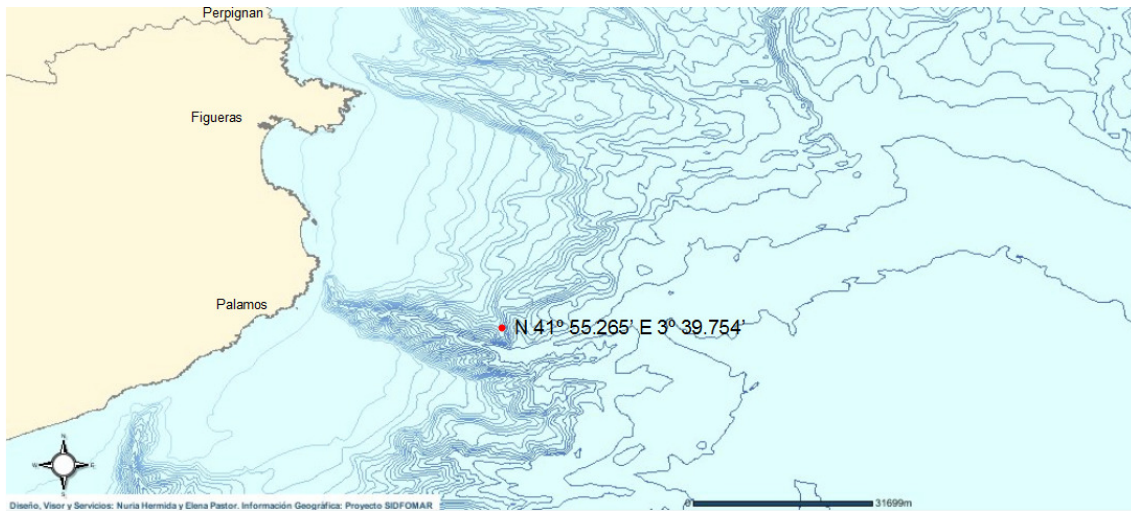 Perpignan
Figueras
Palamos
N 41º 55.265' E 3º 39.754'
N
W E
S
0 31699m
Diseño, Visor y Servicios: Nuria Hermida y Elena Pastor. Información Geográfica: Proyecto SIDFOMAR